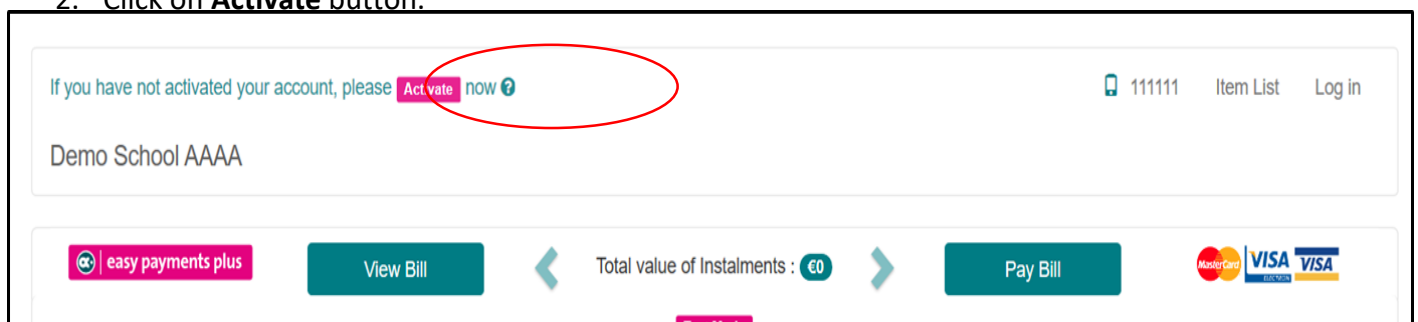 2. Click on Activate button.
If you have not activated your account, please Activate now ?
111111 Item List Log in
Demo School AAAA
easy payments plus View Bill Total value of Instalments : €0 Pay Bill MasterCard VISA VISA